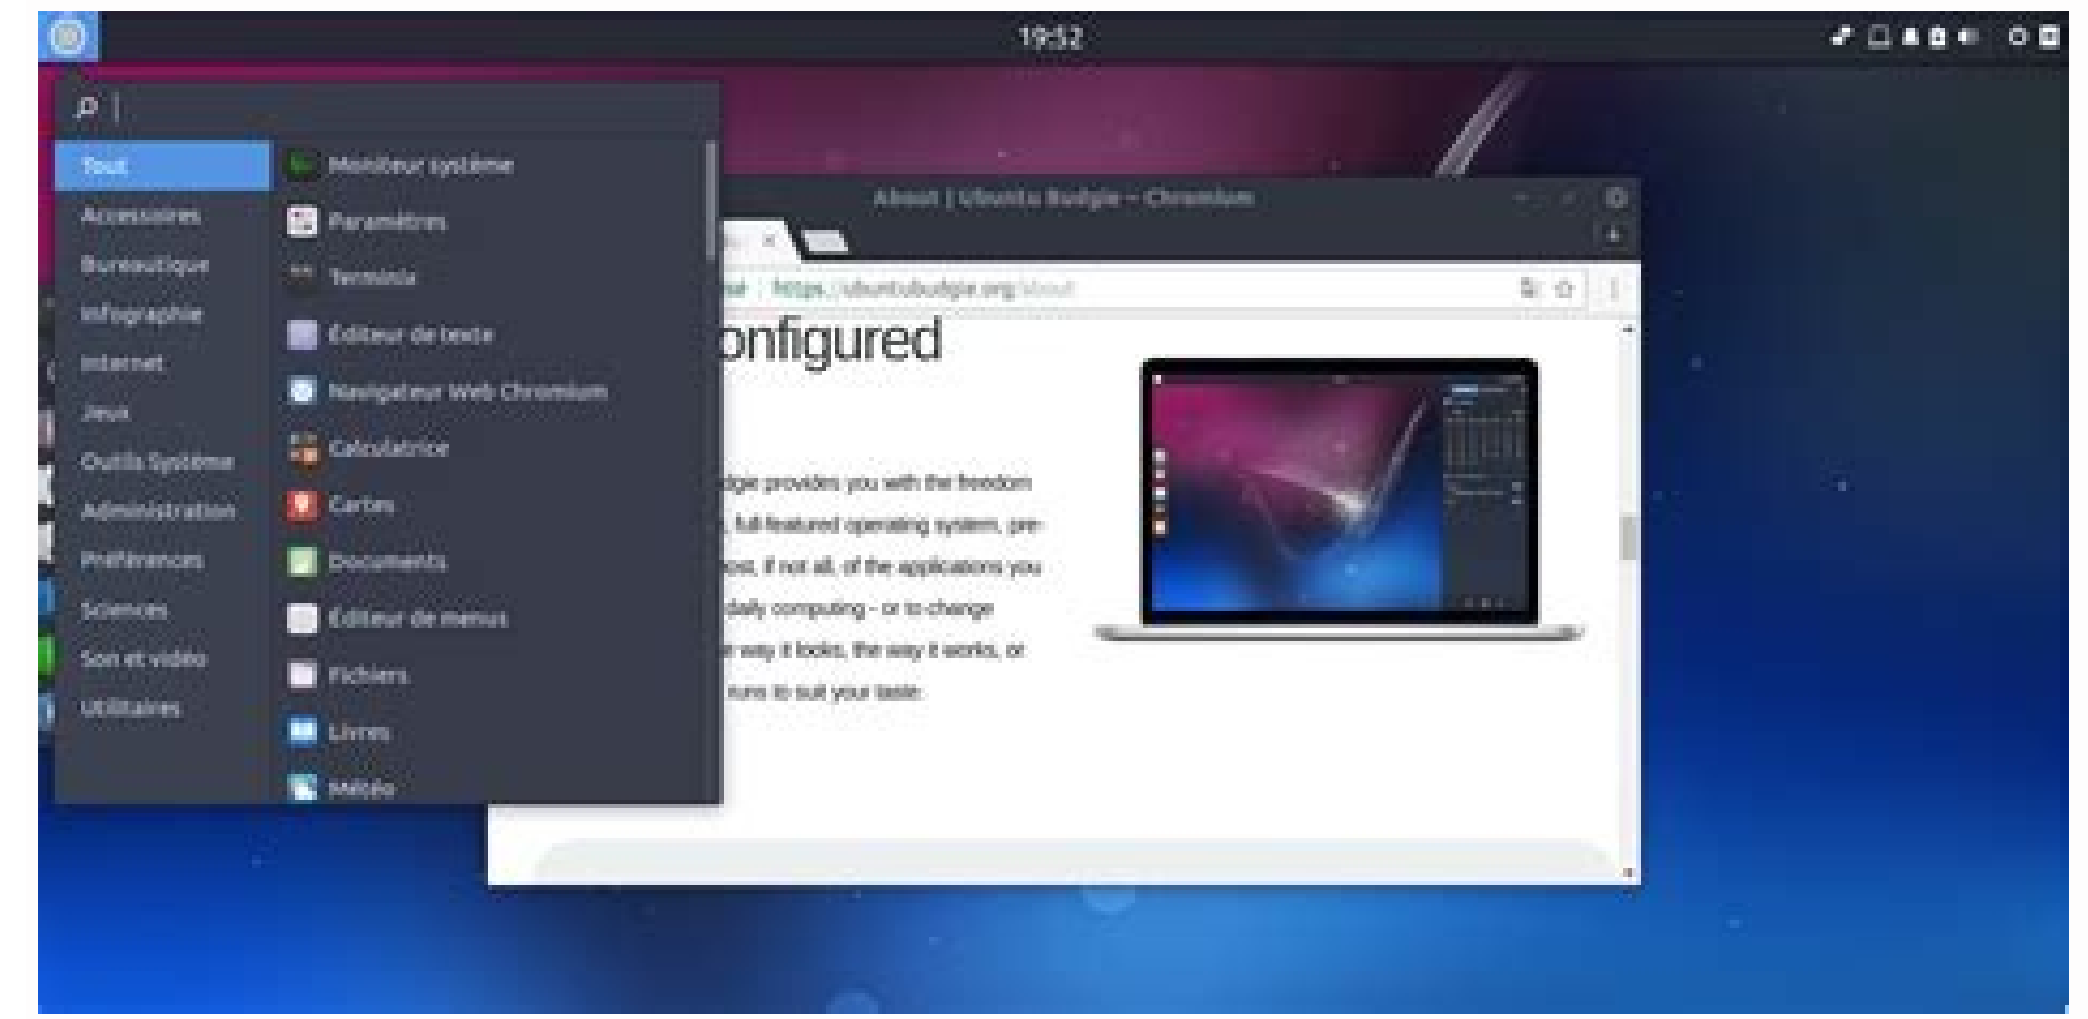 19:52
Tout
Accessoires
Bureautique
Infographie
Internet
Jeux
Outils Système
Administration
Préférences
Sciences
Son et vidéo
Utilitaires
Moniteur système
Paramètres
Terminix
Éditeur de texte
Navigateur Web Chromium
Calculatrice
Cartes
Documents
Éditeur de menus
Fichiers
Livres
Météo
About | Ubuntu Budgie - Chromium
https://ubuntubudgie.org/about
onfigured
dgie provides you with the freedom
, full-featured operating system, pre-
ost, if not all, of the applications you
daily computing - or to change
way it looks, the way it works, or
runs to suit your taste.